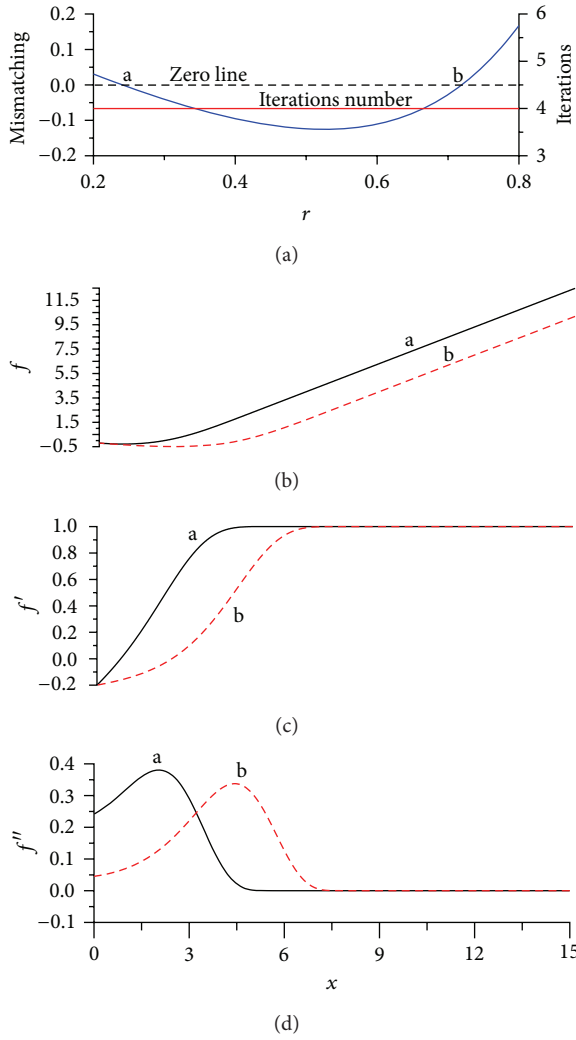 0.2
0.1
0.0
−0.1
−0.2
Mismatching
a
Zero line
b
Iterations number
6
5
4
3
Iterations
0.2
0.4
0.6
0.8
r
(a)
11.5
9.5
7.5
5.5
3.5
1.5
−0.5
f
a
b
(b)
1.0
0.8
0.6
0.4
0.2
0.0
−0.2
f′
a
b
(c)
0.4
0.3
0.2
0.1
0.0
−0.1
f″
a
b
0
3
6
9
12
15
x
(d)